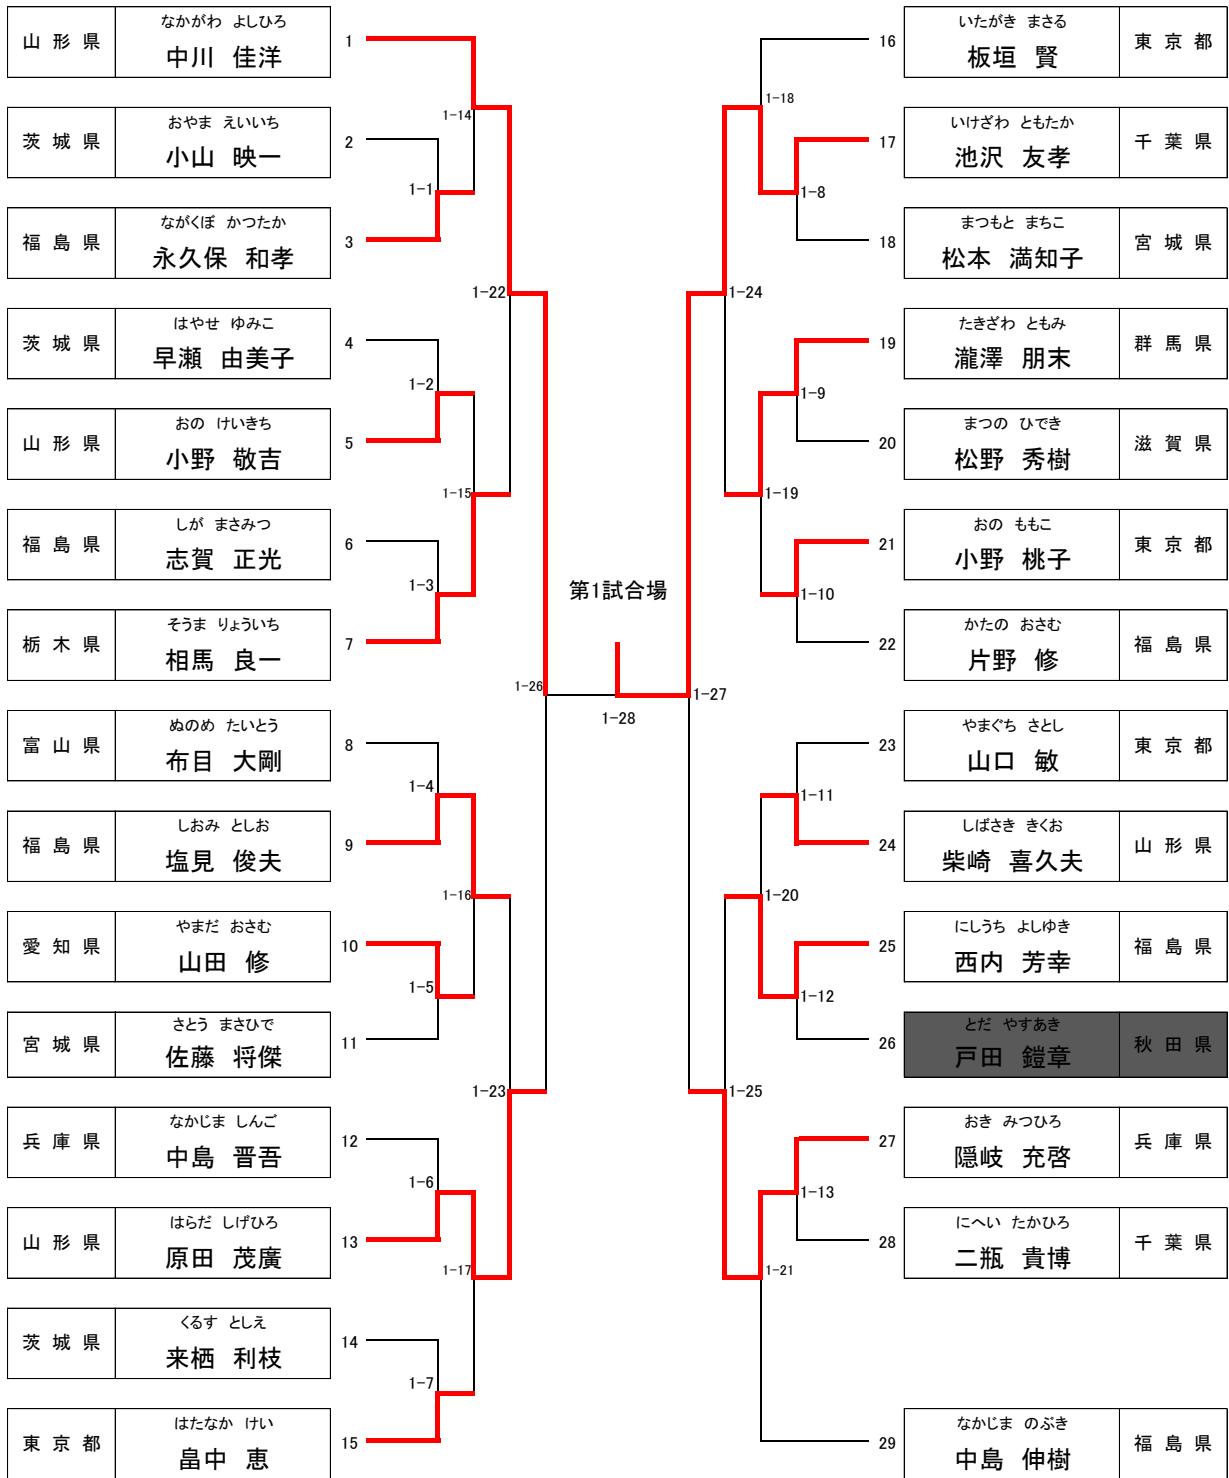 山形県
なかがわ よしひろ
中川 佳洋
1
茨城県
おやま えいいち
小山 映一
2
福島県
ながくぼ かつたか
永久保 和孝
3
茨城県
はやせ ゆみこ
早瀬 由美子
4
山形県
おの けいきち
小野 敬吉
5
福島県
しが まさみつ
志賀 正光
6
栃木県
そうま りょういち
相馬 良一
7
富山県
ぬのめ たいとう
布目 大剛
8
福島県
しおみ としお
塩見 俊夫
9
愛知県
やまだ おさむ
山田 修
10
宮城県
さとう まさひで
佐藤 将傑
11
兵庫県
なかじま しんご
中島 晋吾
12
山形県
はらだ しげひろ
原田 茂廣
13
茨城県
くるす としえ
来栖 利枝
14
東京都
はたなか けい
畠中 恵
15
1-1
1-2
1-3
1-4
1-5
1-6
1-7
1-14
1-15
1-16
1-17
1-22
1-23
1-26
第1試合場
1-28
1-27
1-24
1-25
1-18
1-19
1-20
1-21
1-8
1-9
1-10
1-11
1-12
1-13
16
いたがき まさる
板垣 賢
東京都
17
いけざわ ともたか
池沢 友孝
千葉県
18
まつもと まちこ
松本 満知子
宮城県
19
たきざわ ともみ
瀧澤 朋末
群馬県
20
まつの ひでき
松野 秀樹
滋賀県
21
おの ももこ
小野 桃子
東京都
22
かたの おさむ
片野 修
福島県
23
やまぐち さとし
山口 敏
東京都
24
しばさき きくお
柴崎 喜久夫
山形県
25
にしうち よしゆき
西内 芳幸
福島県
26
とだ やすあき
戸田 鎧章
秋田県
27
おき みつひろ
隠岐 充啓
兵庫県
28
にへい たかひろ
二瓶 貴博
千葉県
29
なかじま のぶき
中島 伸樹
福島県